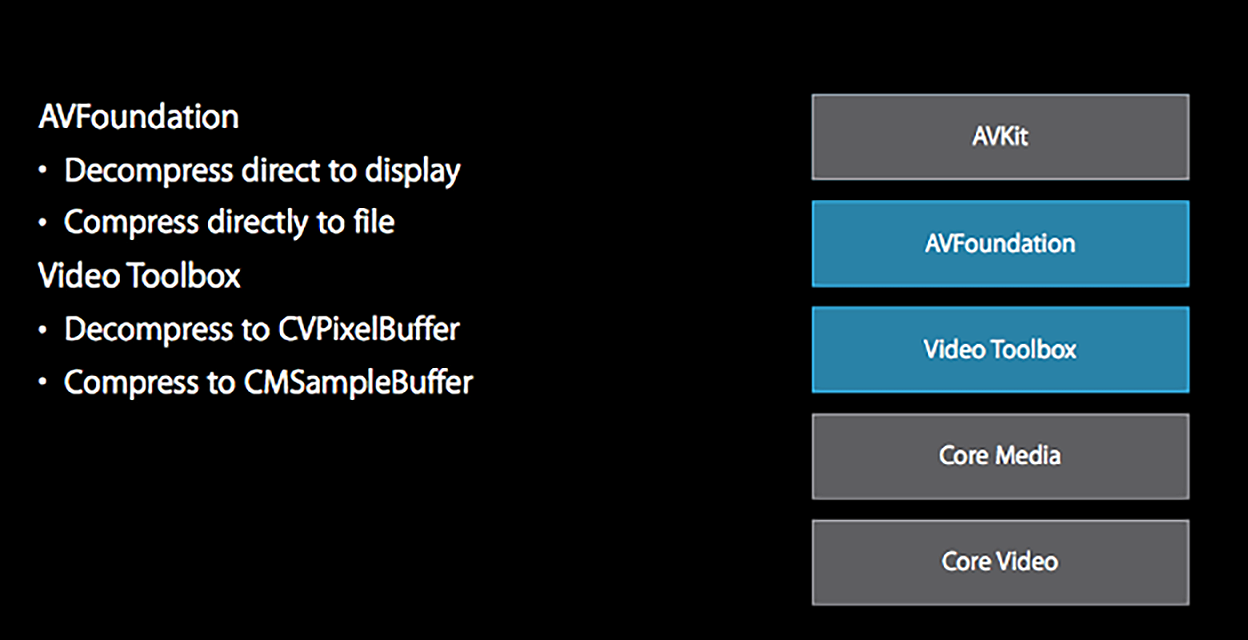 AVFoundation
• Decompress direct to display
• Compress directly to file
Video Toolbox
• Decompress to CVPixelBuffer
• Compress to CMSampleBuffer
AVKit
AVFoundation
Video Toolbox
Core Media
Core Video